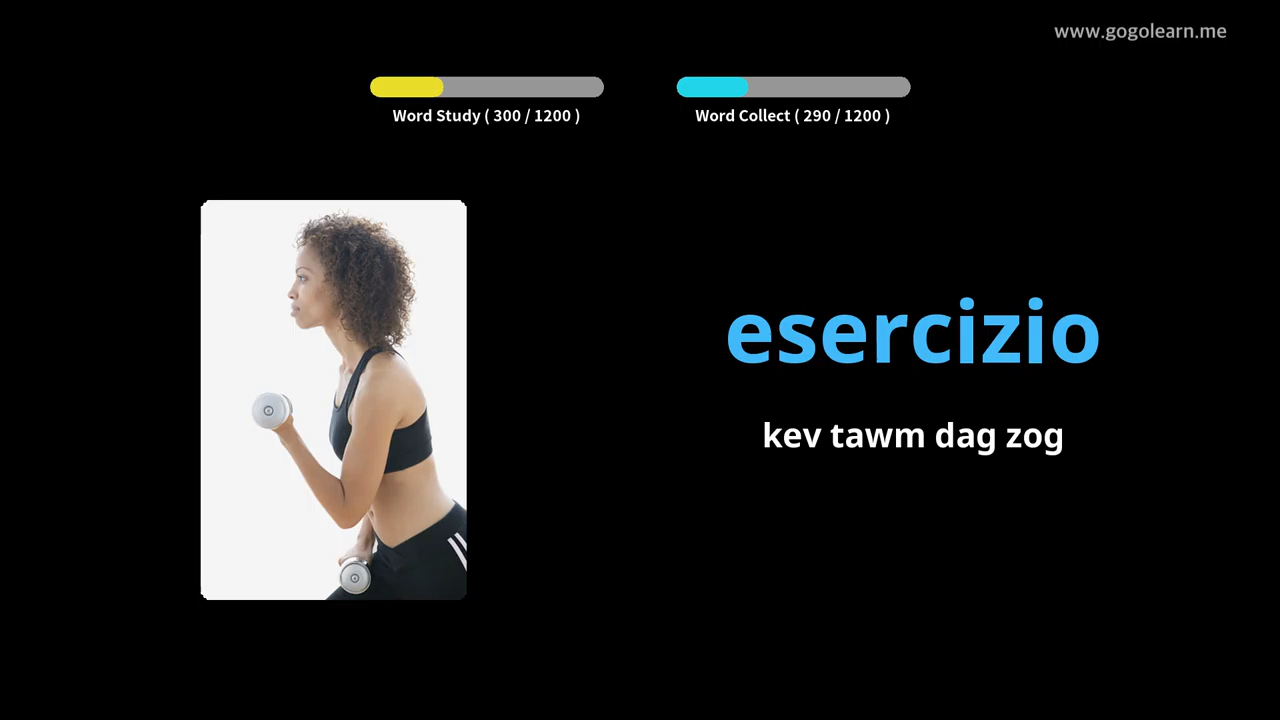 www.gogolearn.me
Word Study ( 300 / 1200 )
Word Collect ( 290 / 1200 )
esercizio
kev tawm dag zog